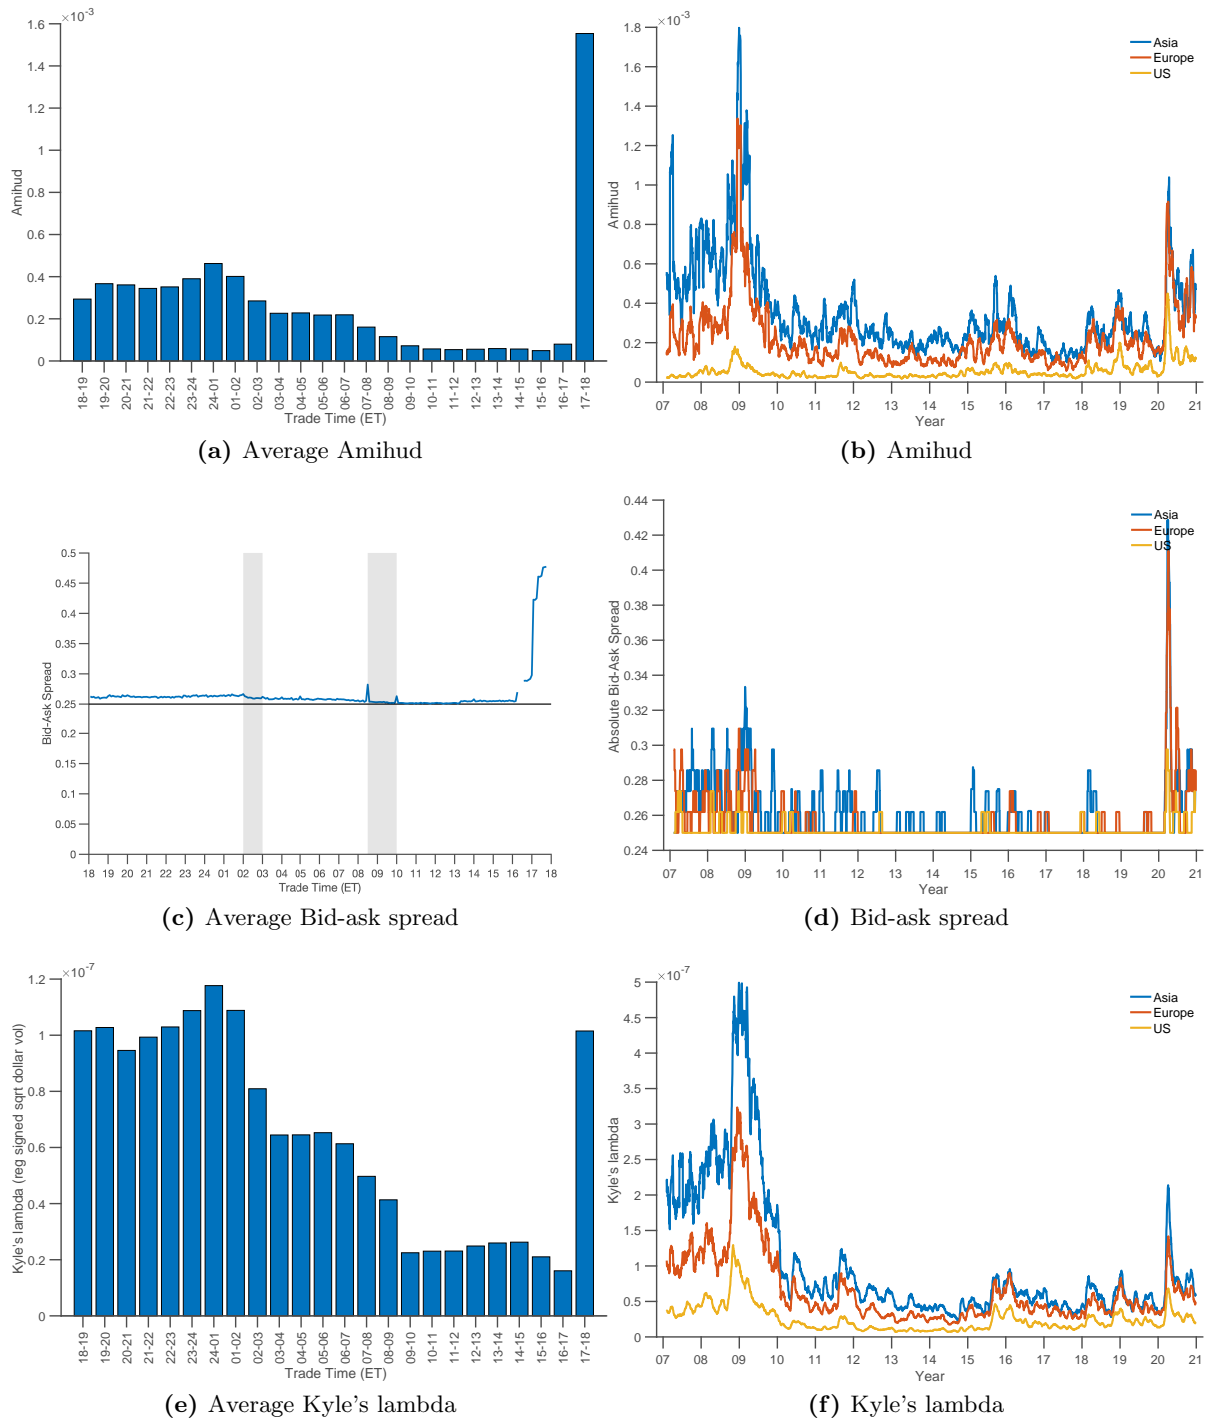 ×10⁻³
1.6
1.4
1.2
1
0.8
0.6
0.4
0.2
0
Amihud
18-19 19-20 20-21 21-22 22-23 23-24 24-01 01-02 02-03 03-04 04-05 05-06 06-07 07-08 08-09 09-10 10-11 11-12 12-13 13-14 14-15 15-16 16-17 17-18
Trade Time (ET)
(a) Average Amihud
×10⁻³
1.8
1.6
1.4
1.2
1
0.8
0.6
0.4
0.2
0
Amihud
Asia
Europe
US
07 08 09 10 11 12 13 14 15 16 17 18 19 20 21
Year
(b) Amihud
0.5
0.45
0.4
0.35
0.3
0.25
0.2
0.15
0.1
0.05
0
Bid-Ask Spread
18 19 20 21 22 23 24 01 02 03 04 05 06 07 08 09 10 11 12 13 14 15 16 17 18
Trade Time (ET)
(c) Average Bid-ask spread
0.44
0.42
0.4
0.38
0.36
0.34
0.32
0.3
0.28
0.26
0.24
Absolute Bid-Ask Spread
Asia
Europe
US
07 08 09 10 11 12 13 14 15 16 17 18 19 20 21
Year
(d) Bid-ask spread
×10⁻⁷
1.2
1
0.8
0.6
0.4
0.2
0
Kyle's lambda (reg signed sqrt dollar vol)
18-19 19-20 20-21 21-22 22-23 23-24 24-01 01-02 02-03 03-04 04-05 05-06 06-07 07-08 08-09 09-10 10-11 11-12 12-13 13-14 14-15 15-16 16-17 17-18
Trade Time (ET)
(e) Average Kyle's lambda
×10⁻⁷
5
4.5
4
3.5
3
2.5
2
1.5
1
0.5
0
Kyle's lambda
Asia
Europe
US
07 08 09 10 11 12 13 14 15 16 17 18 19 20 21
Year
(f) Kyle's lambda